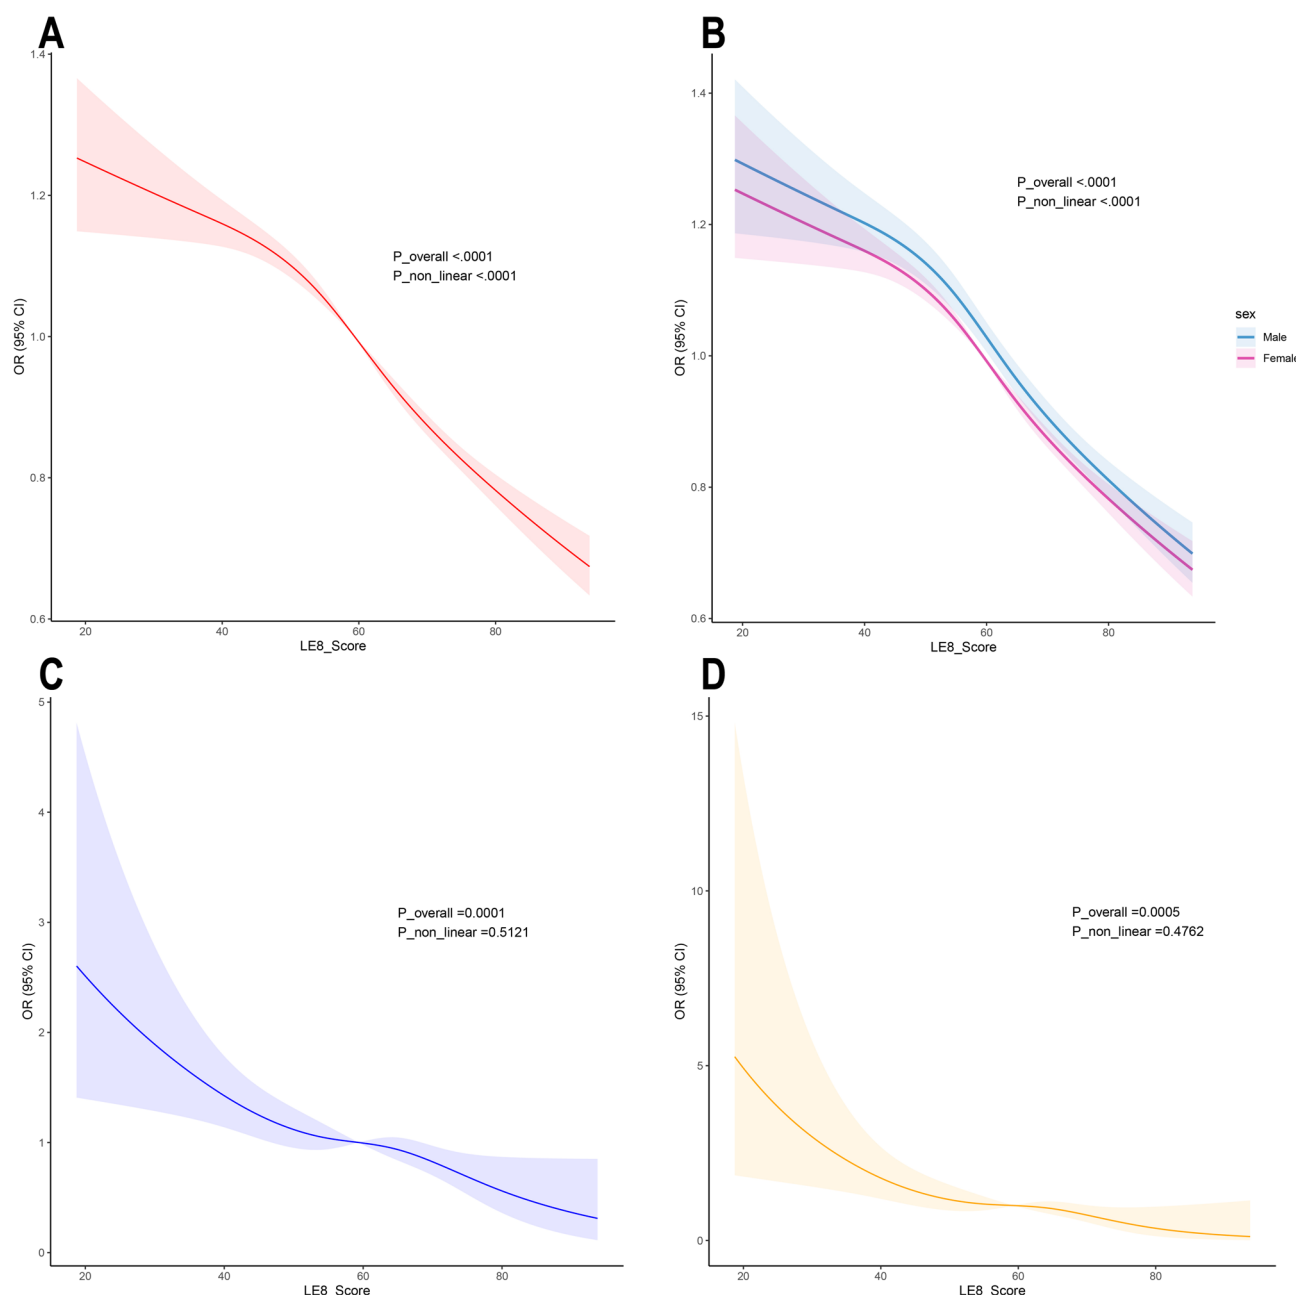 A
1.4
1.2
1.0
0.8
0.6
OR (95% CI)
P_overall <.0001
P_non_linear <.0001
20
40
60
80
LE8_Score
B
1.4
1.2
1.0
0.8
0.6
OR (95% CI)
P_overall <.0001
P_non_linear <.0001
sex
Male
Female
20
40
60
80
LE8_Score
C
5
4
3
2
1
0
OR (95% CI)
P_overall =0.0001
P_non_linear =0.5121
20
40
60
80
LE8_Score
D
15
10
5
0
OR (95% CI)
P_overall =0.0005
P_non_linear =0.4762
20
40
60
80
LE8_Score